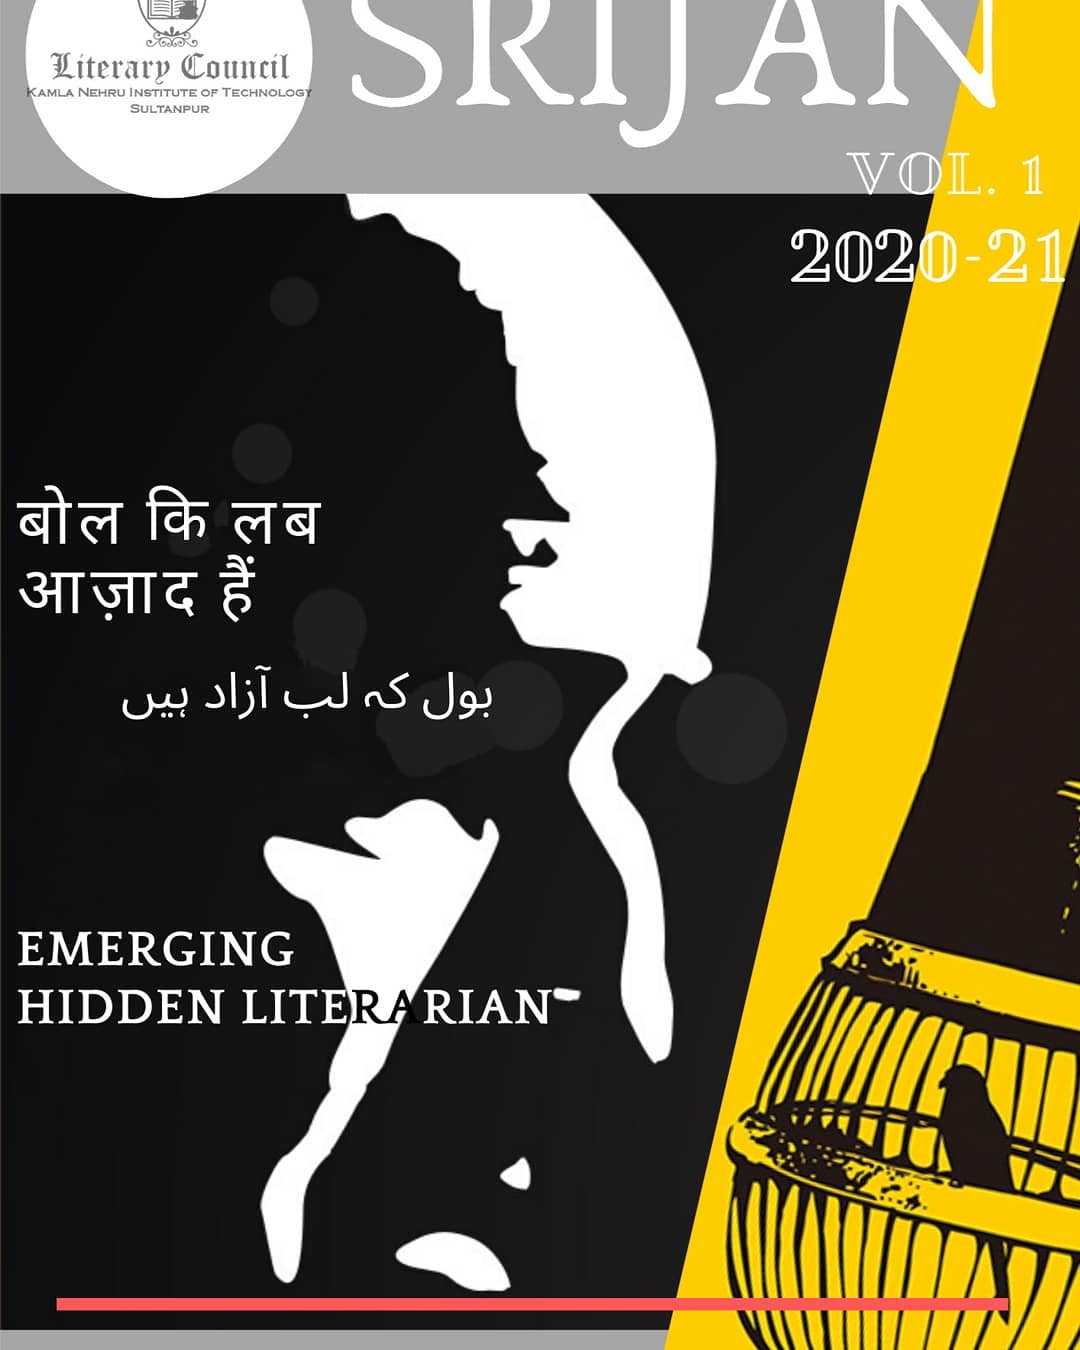 Literary Council
KAMLA NEHRU INSTITUTE OF TECHNOLOGY
SULTANPUR
SRIJAN
VOL. 1
2020-21
बोल कि लब
आज़ाद हैं
بول کہ لب آزاد ہیں
EMERGING
HIDDEN LITERARIAN